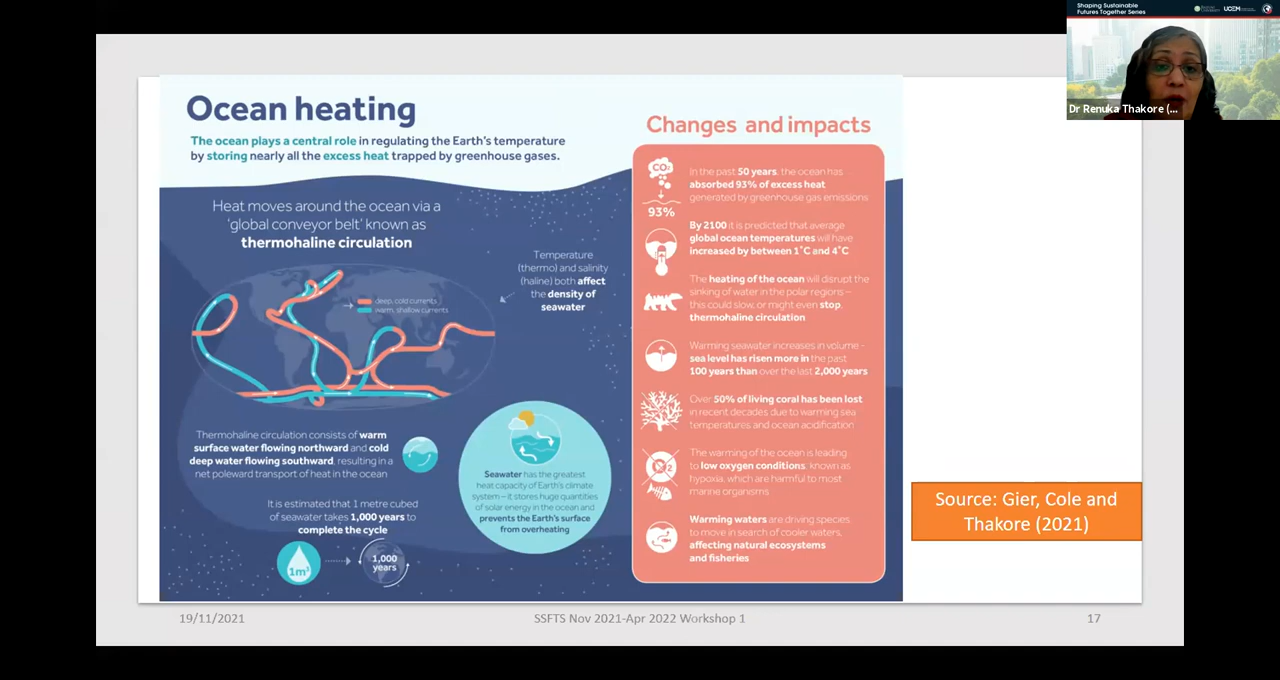 Shaping Sustainable
Futures Together Series
UCEM
Dr Renuka Thakore (...
Ocean heating
The ocean plays a central role in regulating the Earth's temperature
by storing nearly all the excess heat trapped by greenhouse gases.
Heat moves around the ocean via a
'global conveyor belt' known as
thermohaline circulation
Temperature
(thermo) and salinity
(haline) both affect
the density of
seawater
deep, cold currents
warm, shallow currents
Thermohaline circulation consists of warm
surface water flowing northward and cold
deep water flowing southward, resulting in a
net poleward transport of heat in the ocean
It is estimated that 1 metre cubed
of seawater takes 1,000 years to
complete the cycle
1m³
1,000
years
Seawater has the greatest
heat capacity of Earth's climate
system – it stores huge quantities
of solar energy in the ocean and
prevents the Earth's surface
from overheating
Changes and impacts
CO₂
93%
In the past 50 years, the ocean has
absorbed 93% of excess heat
generated by greenhouse gas emissions
By 2100 it is predicted that average
global ocean temperatures will have
increased by between 1˚C and 4˚C
The heating of the ocean will disrupt the
sinking of water in the polar regions –
this could slow, or might even stop,
thermohaline circulation
Warming seawater increases in volume -
sea level has risen more in the past
100 years than over the last 2,000 years
Over 50% of living coral has been lost
in recent decades due to warming sea
temperatures and ocean acidification
O₂
The warming of the ocean is leading
to low oxygen conditions, known as
hypoxia, which are harmful to most
marine organisms
Warming waters are driving species
to move in search of cooler waters,
affecting natural ecosystems
and fisheries
Source: Gier, Cole and
Thakore (2021)
19/11/2021
SSFTS Nov 2021-Apr 2022 Workshop 1
17